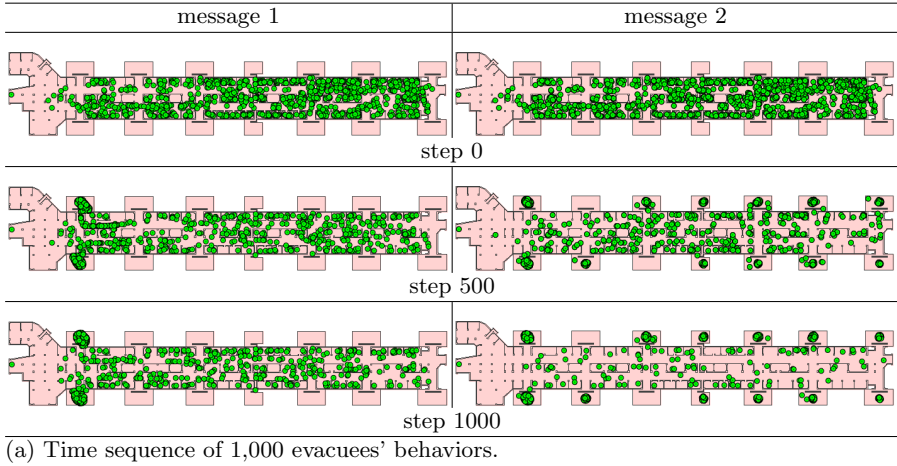 message 1 message 2
step 0
step 500
step 1000
(a) Time sequence of 1,000 evacuees' behaviors.